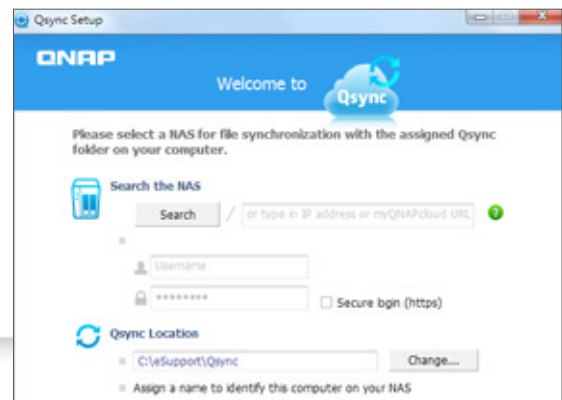 Qsync Setup
QNAP
Welcome to Qsync
Please select a NAS for file synchronization with the assigned Qsync
folder on your computer.
Search the NAS
Search / or type in IP address or myQNAPcloud URL
Username
********
Secure login (https)
Qsync Location
C:\eSupport\Qsync Change....
Assign a name to identify this computer on your NAS